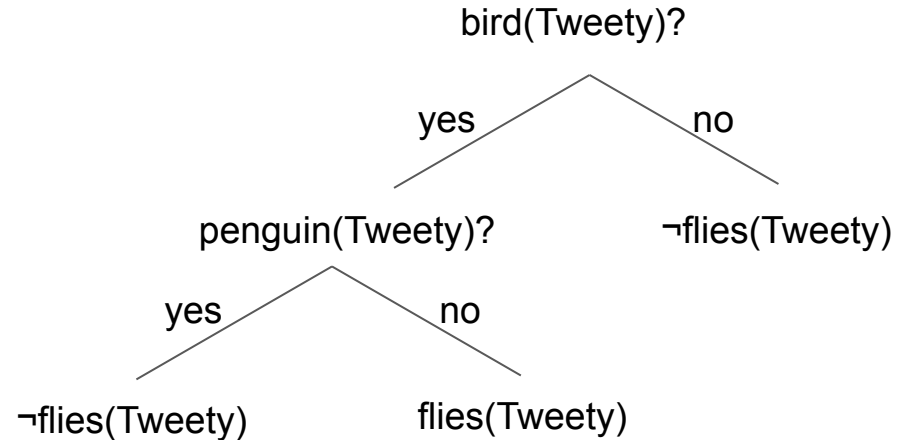 bird(Tweety)?
yes
no
penguin(Tweety)?
¬flies(Tweety)
yes
no
¬flies(Tweety)
flies(Tweety)